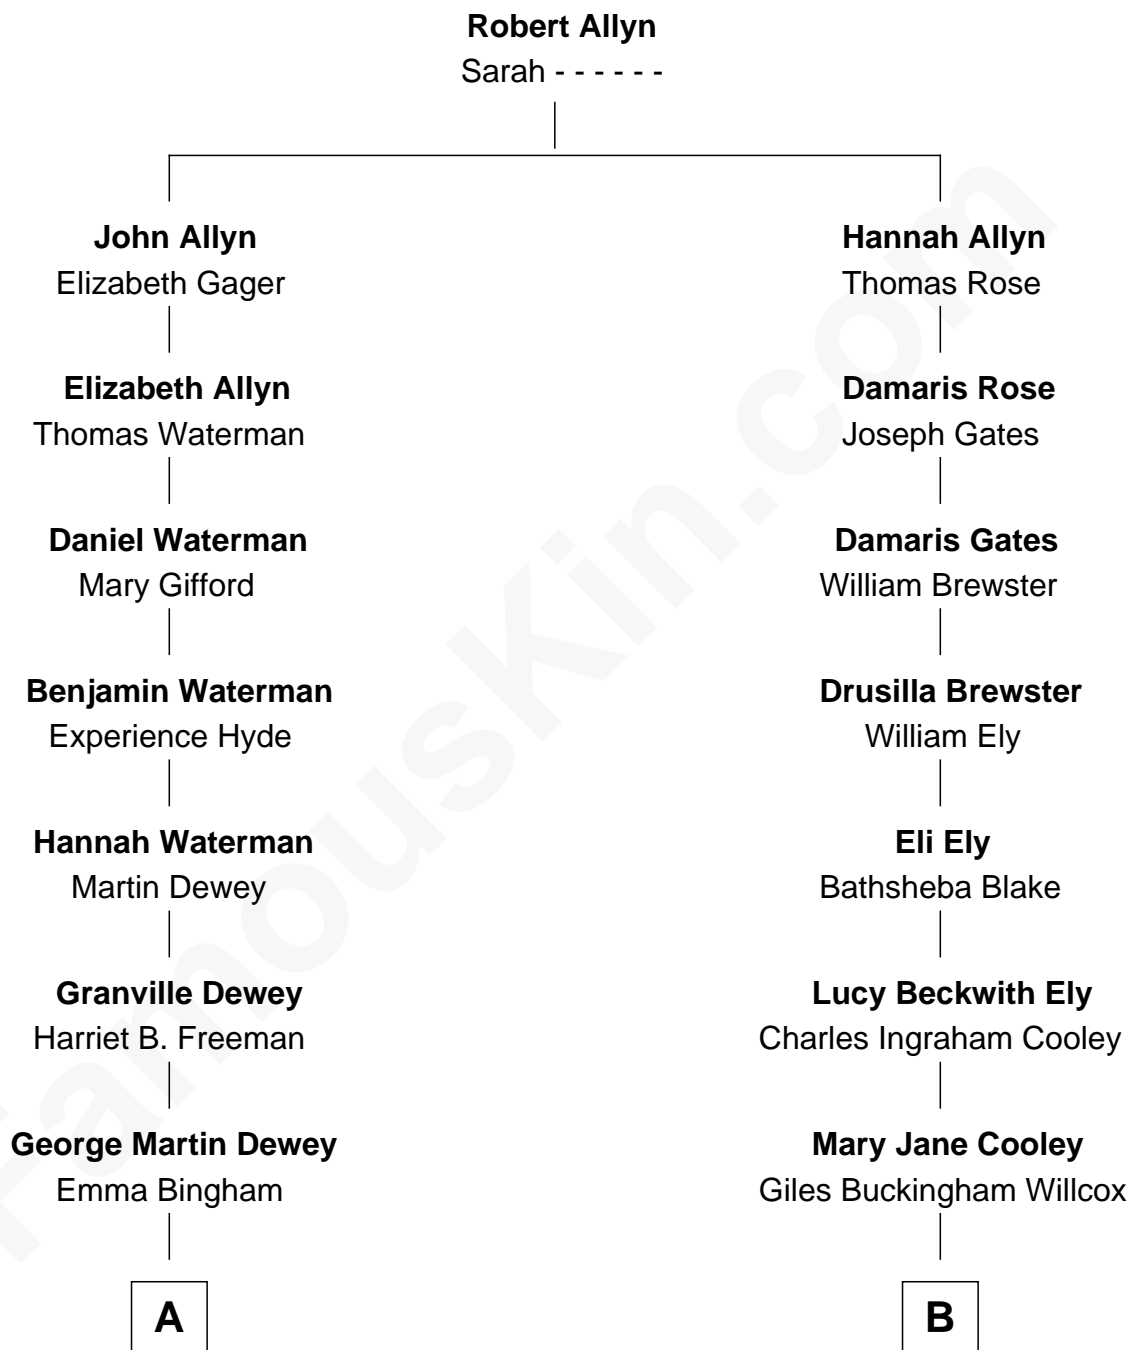 Robert Allyn
Sarah - - - - - -
John Allyn
Elizabeth Gager
Hannah Allyn
Thomas Rose
Elizabeth Allyn
Thomas Waterman
Damaris Rose
Joseph Gates
Daniel Waterman
Mary Gifford
Damaris Gates
William Brewster
Benjamin Waterman
Experience Hyde
Drusilla Brewster
William Ely
Hannah Waterman
Martin Dewey
Eli Ely
Bathsheba Blake
Granville Dewey
Harriet B. Freeman
Lucy Beckwith Ely
Charles Ingraham Cooley
George Martin Dewey
Emma Bingham
Mary Jane Cooley
Giles Buckingham Willcox
A
B
FamousKin.com